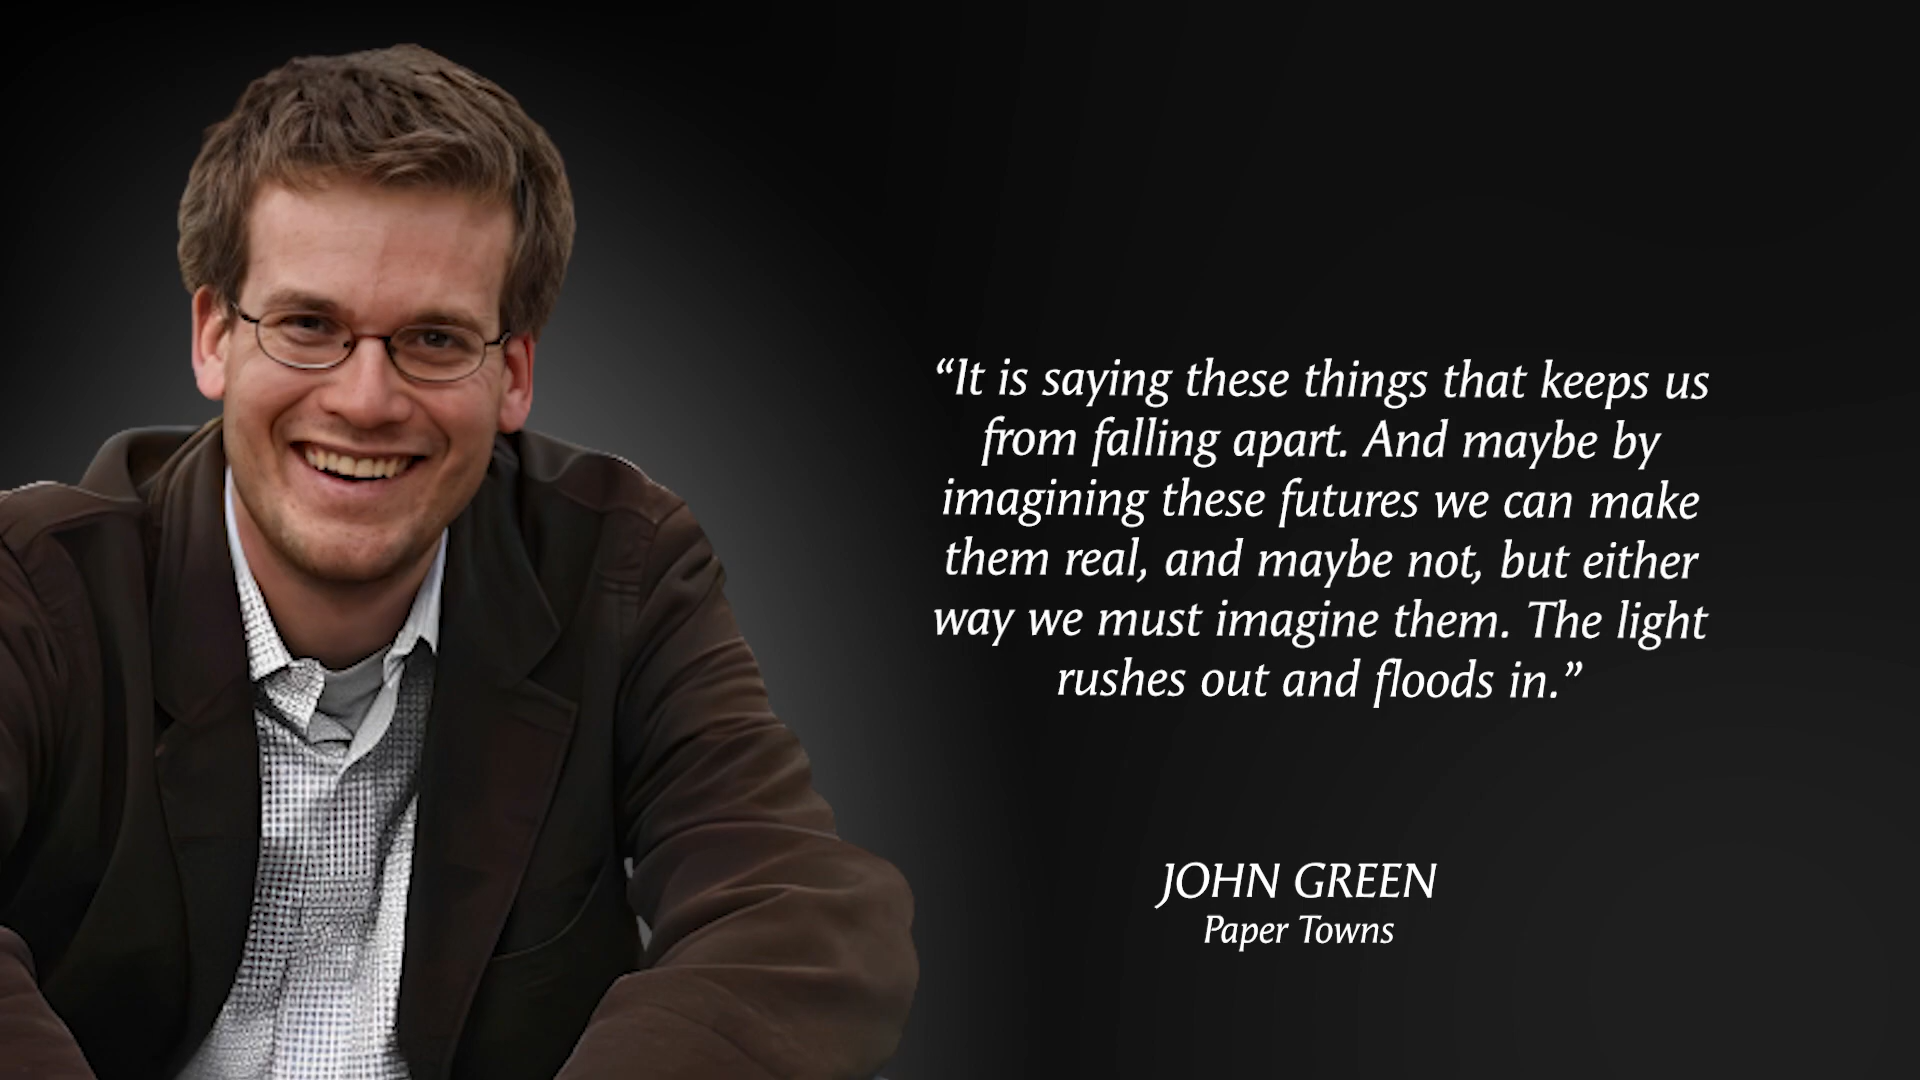 “It is saying these things that keeps us
from falling apart. And maybe by
imagining these futures we can make
them real, and maybe not, but either
way we must imagine them. The light
rushes out and floods in.”
JOHN GREEN
Paper Towns